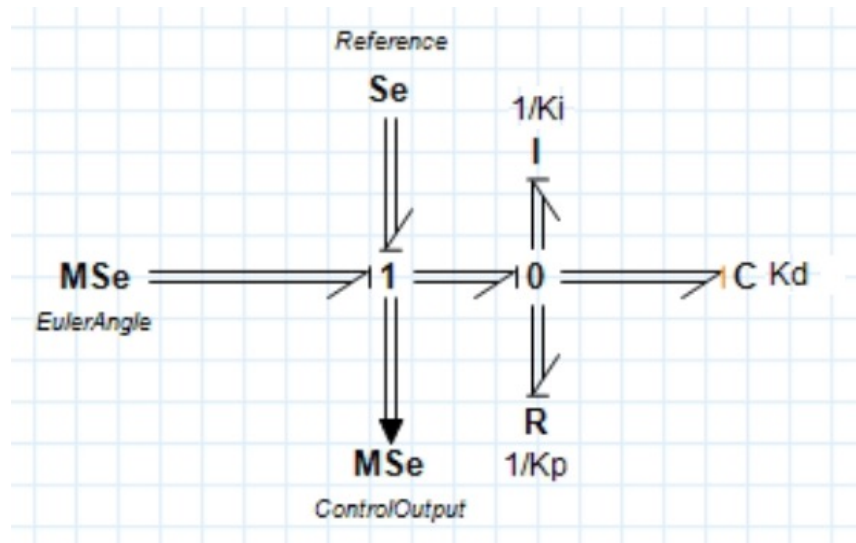 Reference
Se
1/Ki
I
MSe
1
0
C Kd
EulerAngle
R
MSe
1/Kp
ControlOutput